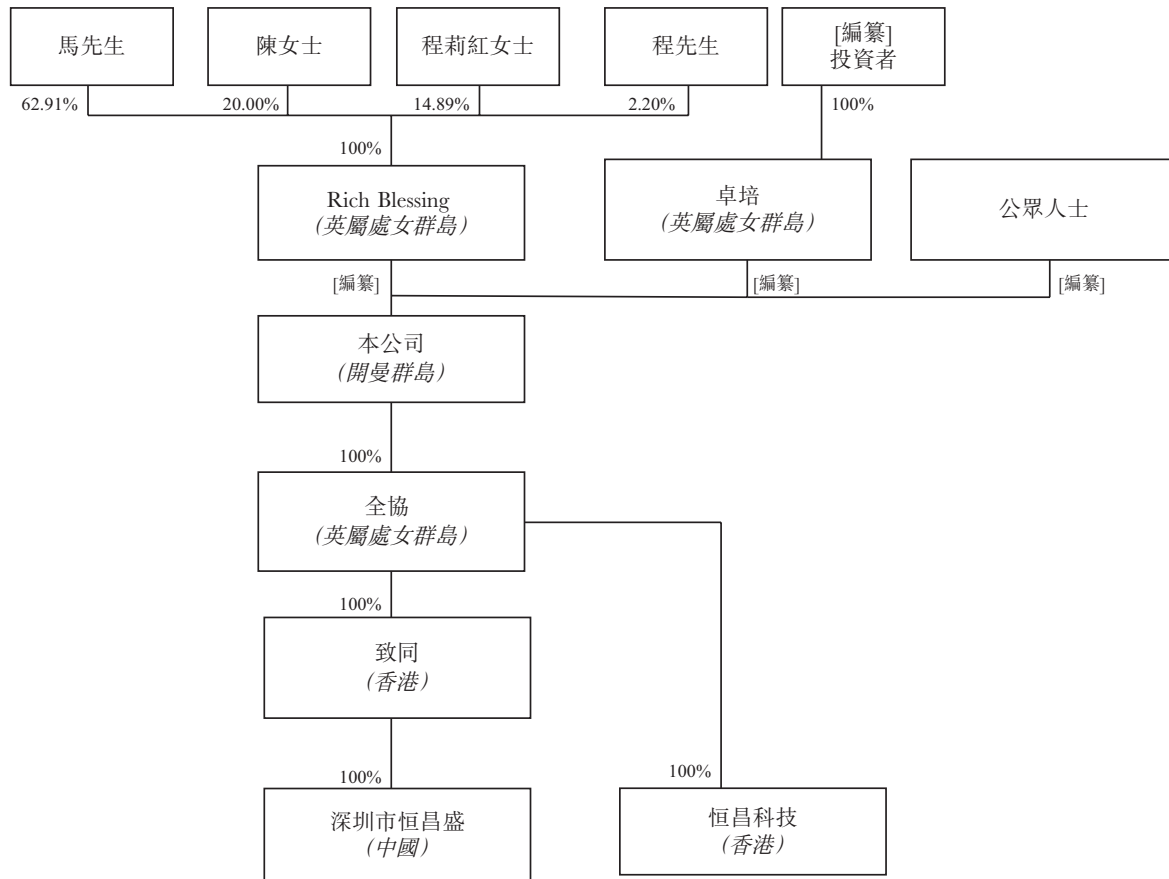 馬先生
陳女士
程莉紅女士
程先生
[編纂]
投資者
62.91%
20.00%
14.89%
2.20%
100%
100%
Rich Blessing
(英屬處女群島)
卓培
(英屬處女群島)
公眾人士
[編纂]
[編纂]
[編纂]
本公司
(開曼群島)
100%
全協
(英屬處女群島)
100%
致同
(香港)
100%
100%
深圳市恒昌盛
(中國)
恒昌科技
(香港)